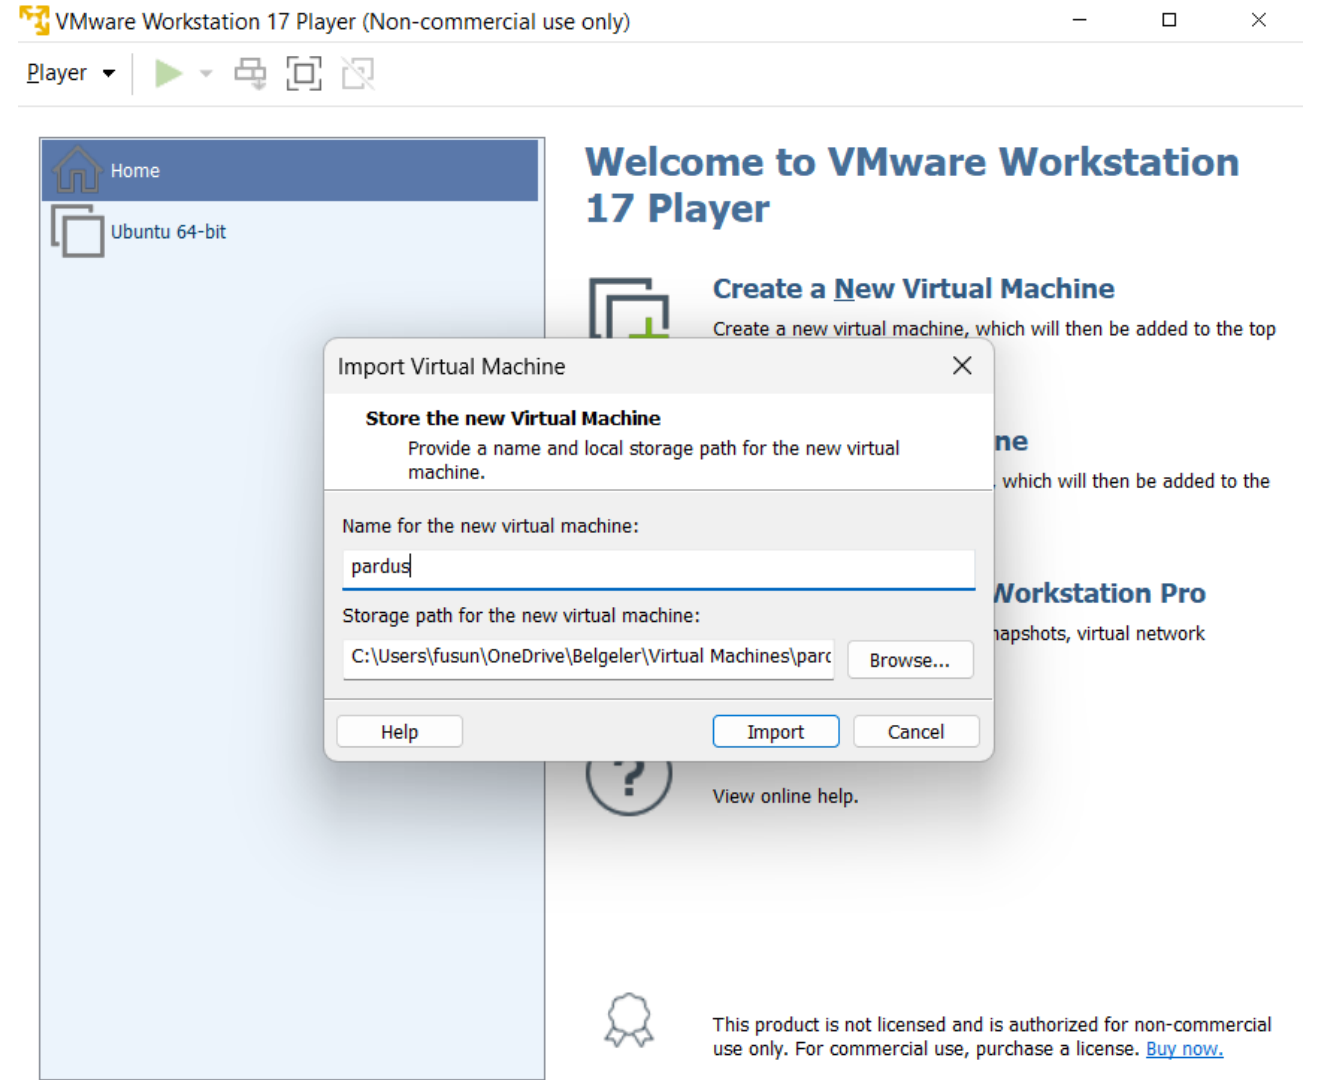 VMware Workstation 17 Player (Non-commercial use only)
Player
Home
Ubuntu 64-bit
Welcome to VMware Workstation
17 Player
Create a New Virtual Machine
Create a new virtual machine, which will then be added to the top
Import Virtual Machine
Store the new Virtual Machine
Provide a name and local storage path for the new virtual
machine.
Name for the new virtual machine:
pardus
Storage path for the new virtual machine:
C:\Users\fusun\OneDrive\Belgeler\Virtual Machines\pard
Browse...
Help
Import
Cancel
ne
, which will then be added to the
Workstation Pro
napshots, virtual network
?
View online help.
This product is not licensed and is authorized for non-commercial
use only. For commercial use, purchase a license. Buy now.